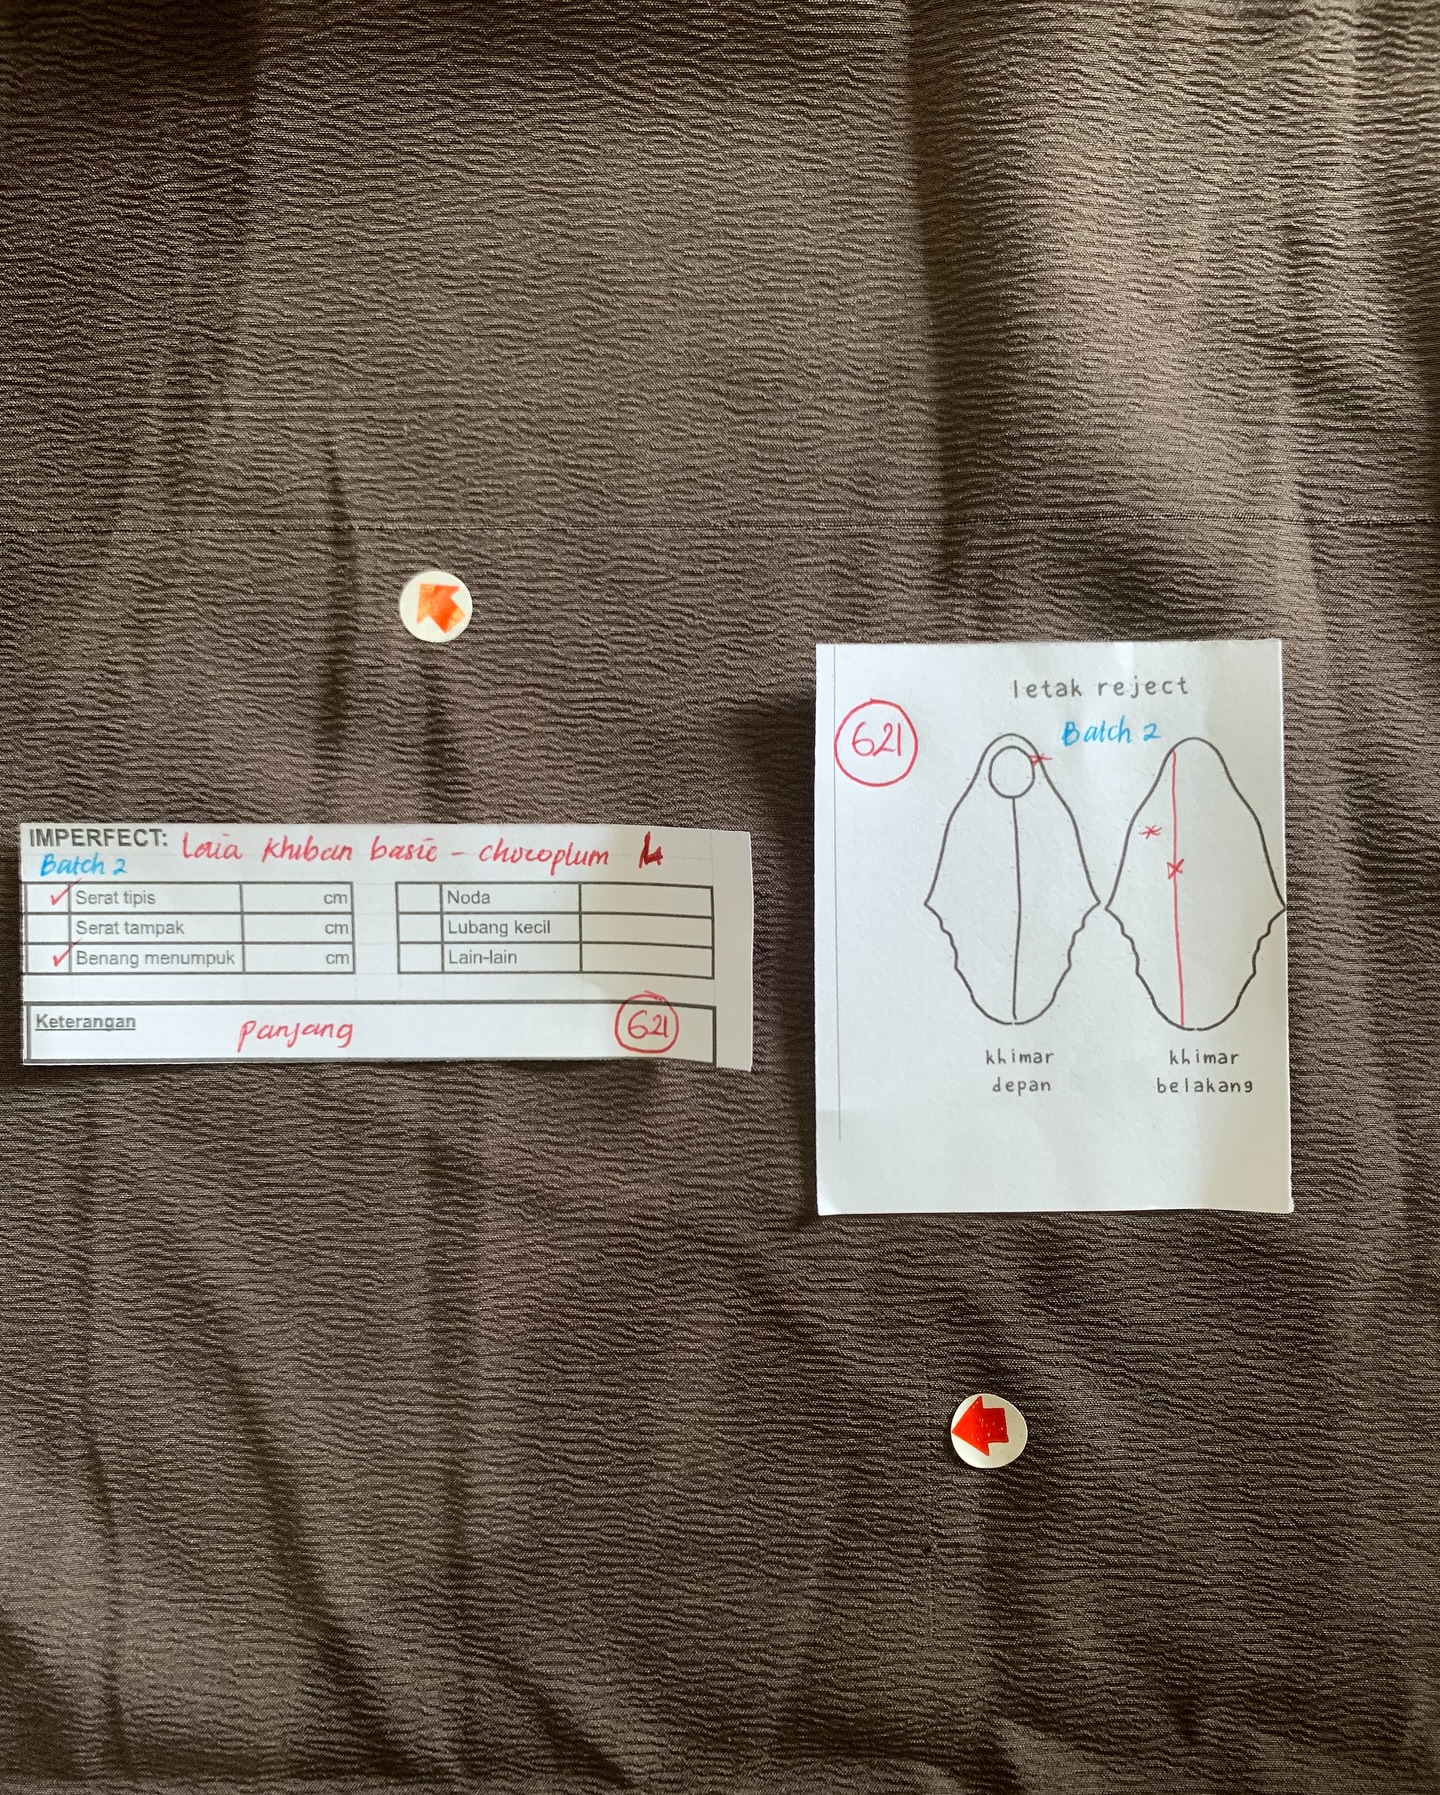 IMPERFECT: Laia khiban basic - chocoplum L
Batch 2
Serat tipis cm
Serat tampak cm
Benang menumpuk cm
Noda
Lubang kecil
Lain-lain
Keterangan panjang 621
letak reject
621 Batch 2
khimar depan
khimar belakang